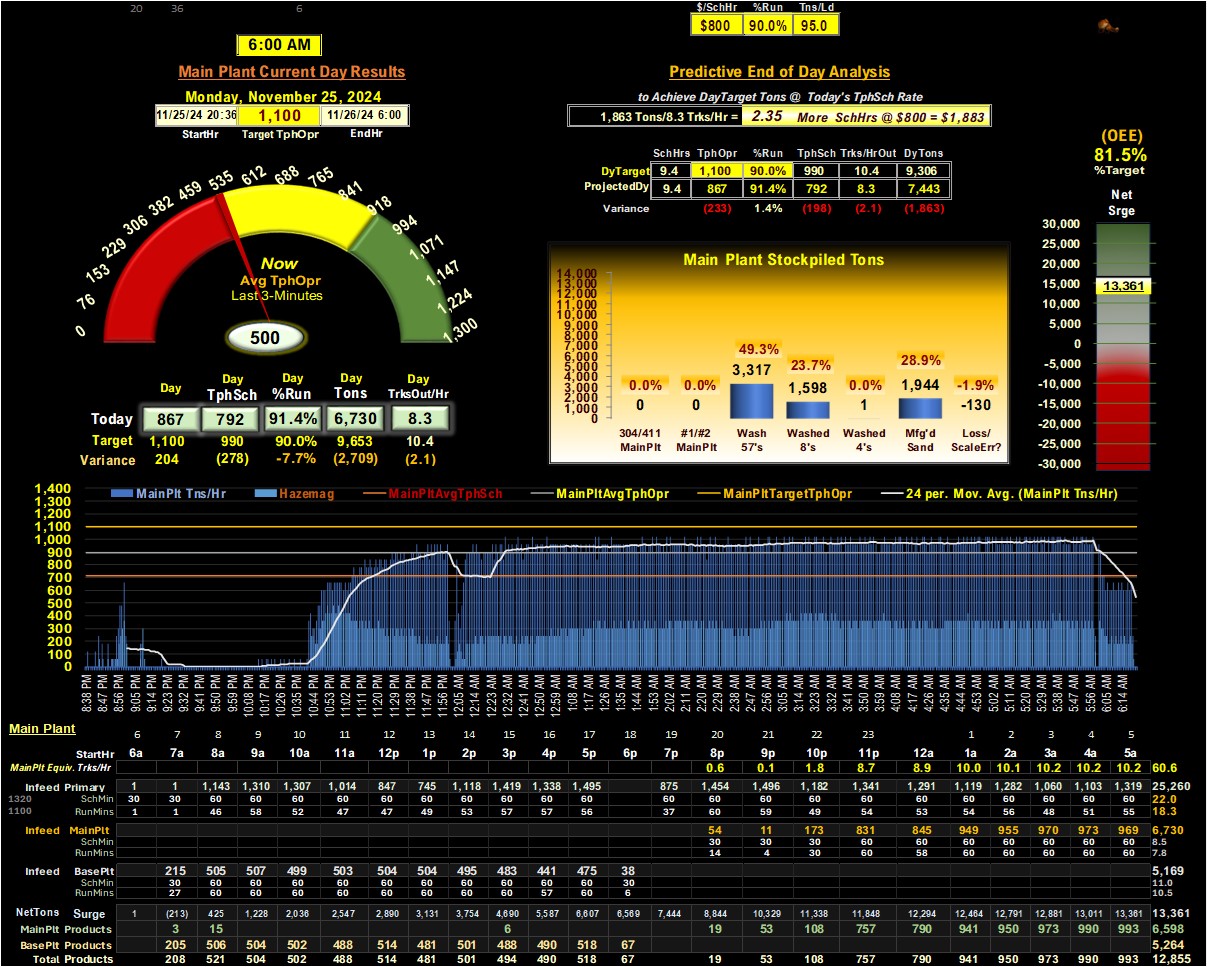 20 36 6
$/SchHr %Run Tns/Ld
$800 90.0% 95.0
6:00 AM
Main Plant Current Day Results
Monday, November 25, 2024
11/25/24 20:36 1,100 11/26/24 6:00
StartHr Target TphOpr EndHr
Predictive End of Day Analysis
to Achieve DayTarget Tons @ Today's TphSch Rate
1,863 Tons/8.3 Trks/Hr = 2.35 More SchHrs @ $800 = $1,883
SchHrs TphOpr %Run TphSch Trks/HrOut DyTons
DyTarget 9.4 1,100 90.0% 990 10.4 9,306
ProjectedDy 9.4 867 91.4% 792 8.3 7,443
Variance (233) 1.4% (198) (2.1) (1,863)
(OEE)
81.5%
%Target
Net
Srge
30,000
25,000
20,000
15,000
10,000
5,000
0
-5,000
-10,000
-15,000
-20,000
-25,000
-30,000
13,361
0 76 153 229 306 382 459 535 612 688 765 841 918 994 1,071 1,147 1,224 1,300
Now
Avg TphOpr
Last 3-Minutes
500
Day Day TphSch Day %Run Day Tons Day TrksOut/Hr
Today 867 792 91.4% 6,730 8.3
Target 1,100 990 90.0% 9,653 10.4
Variance 204 (278) -7.7% (2,709) (2.1)
Main Plant Stockpiled Tons
14,000
13,000
12,000
11,000
10,000
9,000
8,000
7,000
6,000
5,000
4,000
3,000
2,000
1,000
0
0.0% 0.0% 49.3% 23.7% 0.0% 28.9% -1.9%
0 0 3,317 1,598 1 1,944 -130
304/411 MainPlt #1/#2 MainPlt Wash 57's Washed 8's Washed 4's Mfg'd Sand Loss/ ScaleErr?
MainPlt Tns/Hr Hazemag MainPltAvgTphSch MainPltAvgTphOpr MainPltTargetTphOpr 24 per. Mov. Avg. (MainPlt Tns/Hr)
1,400
1,300
1,200
1,100
1,000
900
800
700
600
500
400
300
200
100
0
8:38 PM 8:47 PM 8:56 PM 9:05 PM 9:14 PM 9:23 PM 9:32 PM 9:41 PM 9:50 PM 9:59 PM 10:08 PM 10:17 PM 10:26 PM 10:35 PM 10:44 PM 10:53 PM 11:02 PM 11:11 PM 11:20 PM 11:29 PM 11:38 PM 11:47 PM 11:56 PM 12:05 AM 12:14 AM 12:23 AM 12:32 AM 12:41 AM 12:50 AM 12:59 AM 1:08 AM 1:17 AM 1:26 AM 1:35 AM 1:44 AM 1:53 AM 2:02 AM 2:11 AM 2:20 AM 2:29 AM 2:38 AM 2:47 AM 2:56 AM 3:05 AM 3:14 AM 3:23 AM 3:32 AM 3:41 AM 3:50 AM 3:59 AM 4:08 AM 4:17 AM 4:26 AM 4:35 AM 4:44 AM 4:53 AM 5:02 AM 5:11 AM 5:20 AM 5:29 AM 5:38 AM 5:47 AM 5:56 AM 6:05 AM 6:14 AM
Main Plant
6 7 8 9 10 11 12 13 14 15 16 17 18 19 20 21 22 23 1 2 3 4 5
StartHr 6a 7a 8a 9a 10a 11a 12p 1p 2p 3p 4p 5p 6p 7p 8p 9p 10p 11p 12a 1a 2a 3a 4a 5a
MainPlt Equiv. Trks/Hr 0.6 0.1 1.8 8.7 8.9 10.0 10.1 10.2 10.2 10.2 60.6
Infeed Primary 1 1 1,143 1,310 1,307 1,014 847 745 1,118 1,419 1,338 1,495 875 1,454 1,496 1,182 1,341 1,291 1,119 1,282 1,060 1,103 1,319 25,260
1320 SchMin 30 30 60 60 60 60 60 60 60 60 60 60 60 60 60 60 60 60 60 60 60 60 60 22.0
1100 RunMins 1 1 46 58 52 47 47 49 53 57 57 56 37 60 59 49 54 53 54 56 48 51 55 18.3
Infeed MainPlt 54 11 173 831 845 949 955 970 973 969 6,730
SchMin 30 30 30 60 60 60 60 60 60 60 8.5
RunMins 14 4 30 60 58 60 60 60 60 60 7.8
Infeed BasePlt 215 505 507 499 503 504 504 495 483 441 475 38 5,169
SchMin 30 60 60 60 60 60 60 60 60 60 60 30 11.0
RunMins 27 60 60 60 60 60 60 60 60 57 60 6 10.5
NetTons Surge 1 (213) 425 1,228 2,036 2,547 2,890 3,131 3,754 4,690 5,587 6,607 6,569 7,444 8,844 10,329 11,338 11,848 12,294 12,464 12,791 12,881 13,011 13,361 13,361
MainPlt Products 3 15 6 19 53 108 757 790 941 950 973 990 993 6,598
BasePlt Products 205 506 504 502 488 514 481 501 488 490 518 67 5,264
Total Products 208 521 504 502 488 514 481 501 494 490 518 67 19 53 108 757 790 941 950 973 990 993 12,855